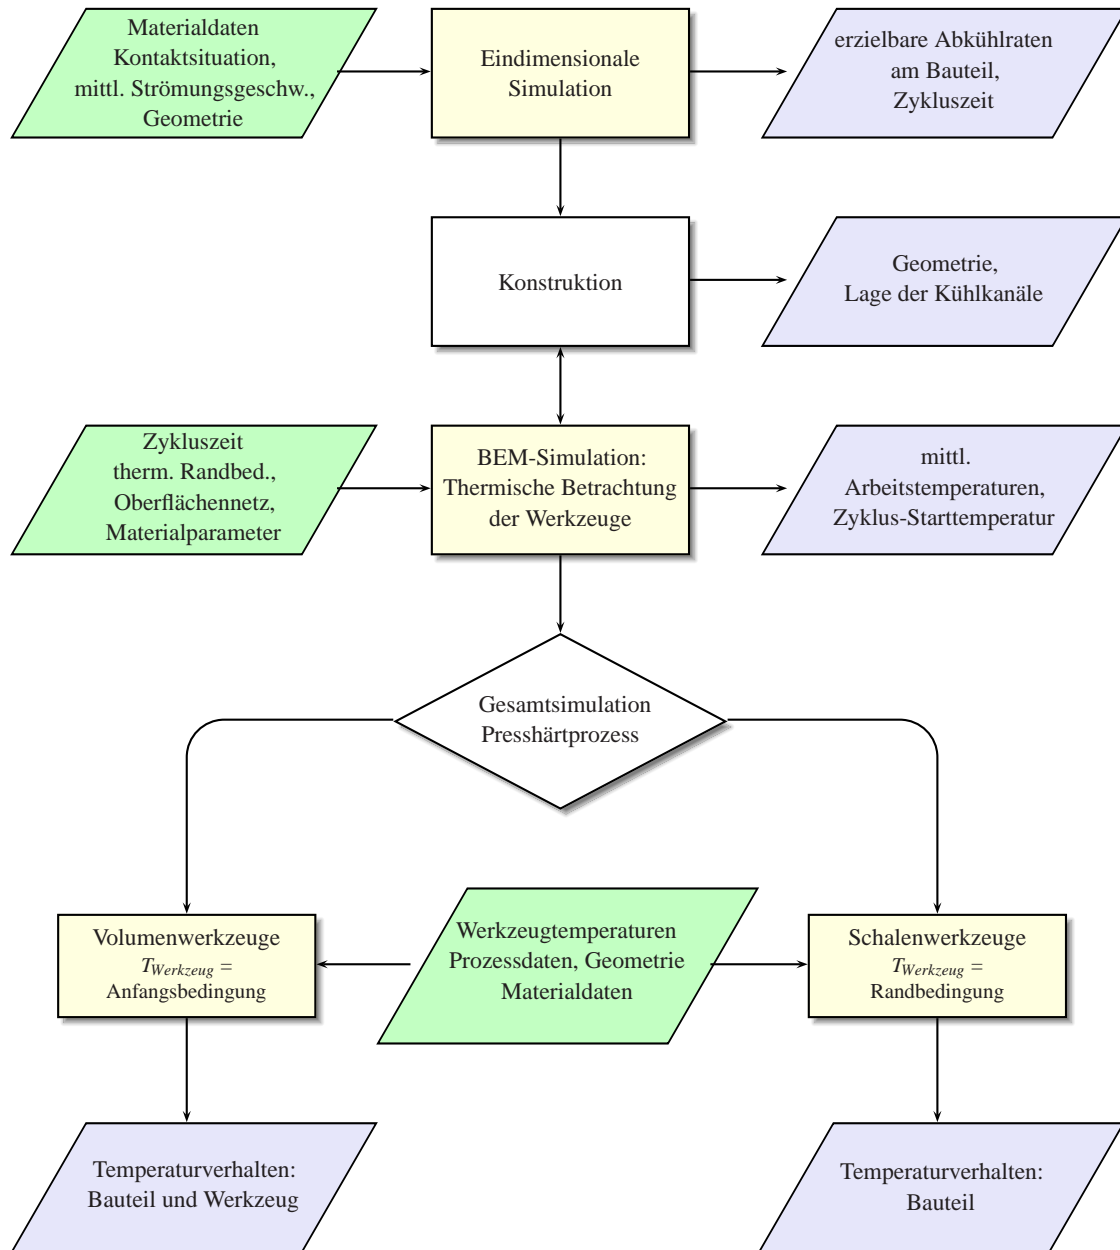 Materialdaten
Kontaktsituation,
mittl. Strömungsgeschw.,
Geometrie
Eindimensionale
Simulation
erzielbare Abkühlraten
am Bauteil,
Zykluszeit
Konstruktion
Geometrie,
Lage der Kühlkanäle
Zykluszeit
therm. Randbed.,
Oberflächennetz,
Materialparameter
BEM-Simulation:
Thermische Betrachtung
der Werkzeuge
mittl.
Arbeitstemperaturen,
Zyklus-Starttemperatur
Gesamtsimulation
Presshärtprozess
Volumenwerkzeuge
T_Werkzeug =
Anfangsbedingung
Werkzeugtemperaturen
Prozessdaten, Geometrie
Materialdaten
Schalenwerkzeuge
T_Werkzeug =
Randbedingung
Temperaturverhalten:
Bauteil und Werkzeug
Temperaturverhalten:
Bauteil